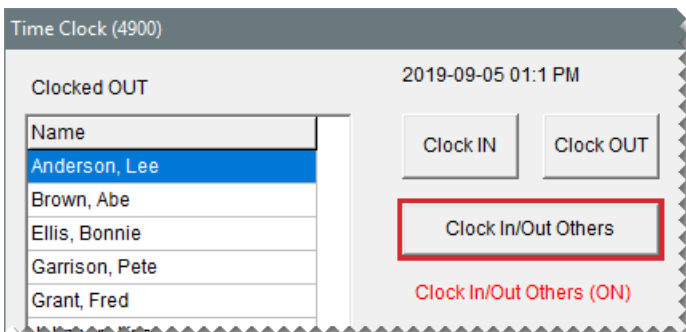 Time Clock (4900)
Clocked OUT
Name
Anderson, Lee
Brown, Abe
Ellis, Bonnie
Garrison, Pete
Grant, Fred
2019-09-05 01:1 PM
Clock IN
Clock OUT
Clock In/Out Others
Clock In/Out Others (ON)